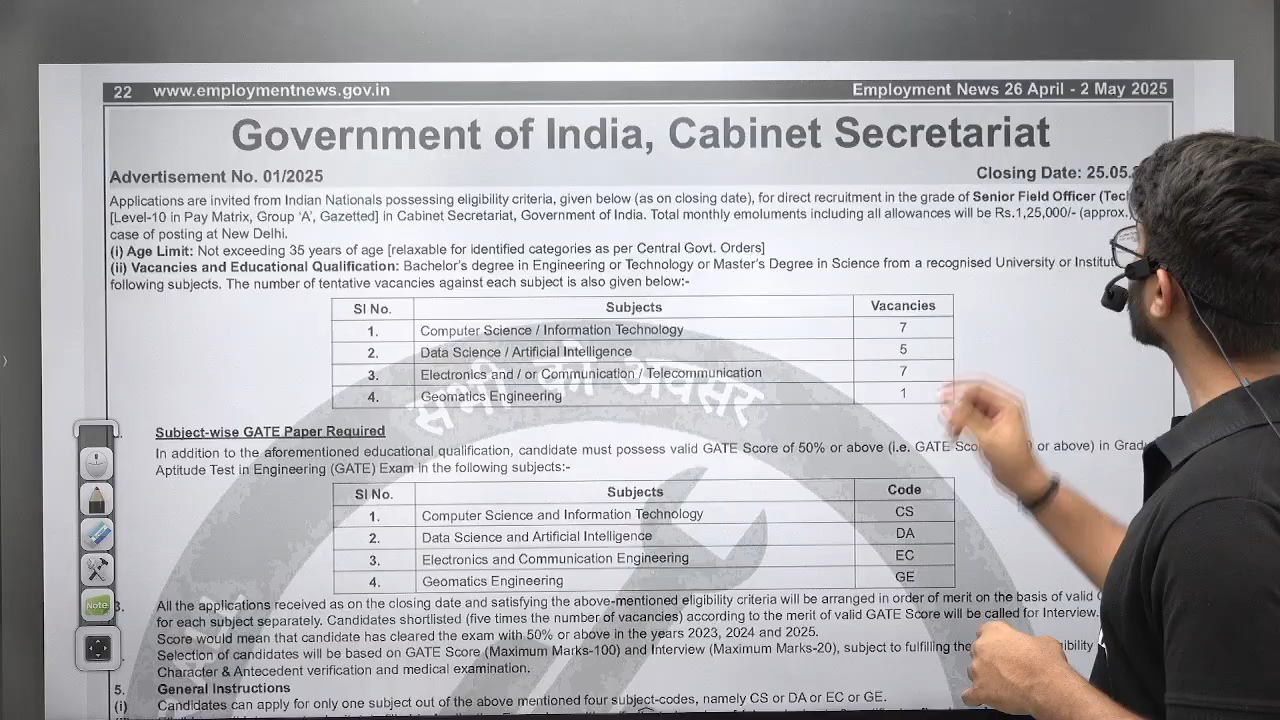 22 www.employmentnews.gov.in Employment News 26 April - 2 May 2025
Government of India, Cabinet Secretariat
Advertisement No. 01/2025 Closing Date: 25.05.
Applications are invited from Indian Nationals possessing eligibility criteria, given below (as on closing date), for direct recruitment in the grade of Senior Field Officer (Tec
[Level-10 in Pay Matrix, Group 'A', Gazetted] in Cabinet Secretariat, Government of India. Total monthly emoluments including all allowances will be Rs.1,25,000/- (approx.)
case of posting at New Delhi.
(i) Age Limit: Not exceeding 35 years of age [relaxable for identified categories as per Central Govt. Orders]
(ii) Vacancies and Educational Qualification: Bachelor's degree in Engineering or Technology or Master's Degree in Science from a recognised University or Institut
following subjects. The number of tentative vacancies against each subject is also given below:-
Sl No. Subjects Vacancies
1. Computer Science / Information Technology 7
2. Data Science / Artificial Intelligence 5
3. Electronics and / or Communication / Telecommunication 7
4. Geomatics Engineering 1
सभी को अवसर
Subject-wise GATE Paper Required
In addition to the aforementioned educational qualification, candidate must possess valid GATE Score of 50% or above (i.e. GATE Sco or above) in Grad
Aptitude Test in Engineering (GATE) Exam in the following subjects:-
Sl No. Subjects Code
1. Computer Science and Information Technology CS
2. Data Science and Artificial Intelligence DA
3. Electronics and Communication Engineering EC
4. Geomatics Engineering GE
3. All the applications received as on the closing date and satisfying the above-mentioned eligibility criteria will be arranged in order of merit on the basis of valid
for each subject separately. Candidates shortlisted (five times the number of vacancies) according to the merit of valid GATE Score will be called for Interview.
Score would mean that candidate has cleared the exam with 50% or above in the years 2023, 2024 and 2025.
Selection of candidates will be based on GATE Score (Maximum Marks-100) and Interview (Maximum Marks-20), subject to fulfilling the ibility
Character & Antecedent verification and medical examination.
5. General Instructions
(i) Candidates can apply for only one subject out of the above mentioned four subject-codes, namely CS or DA or EC or GE.
Note